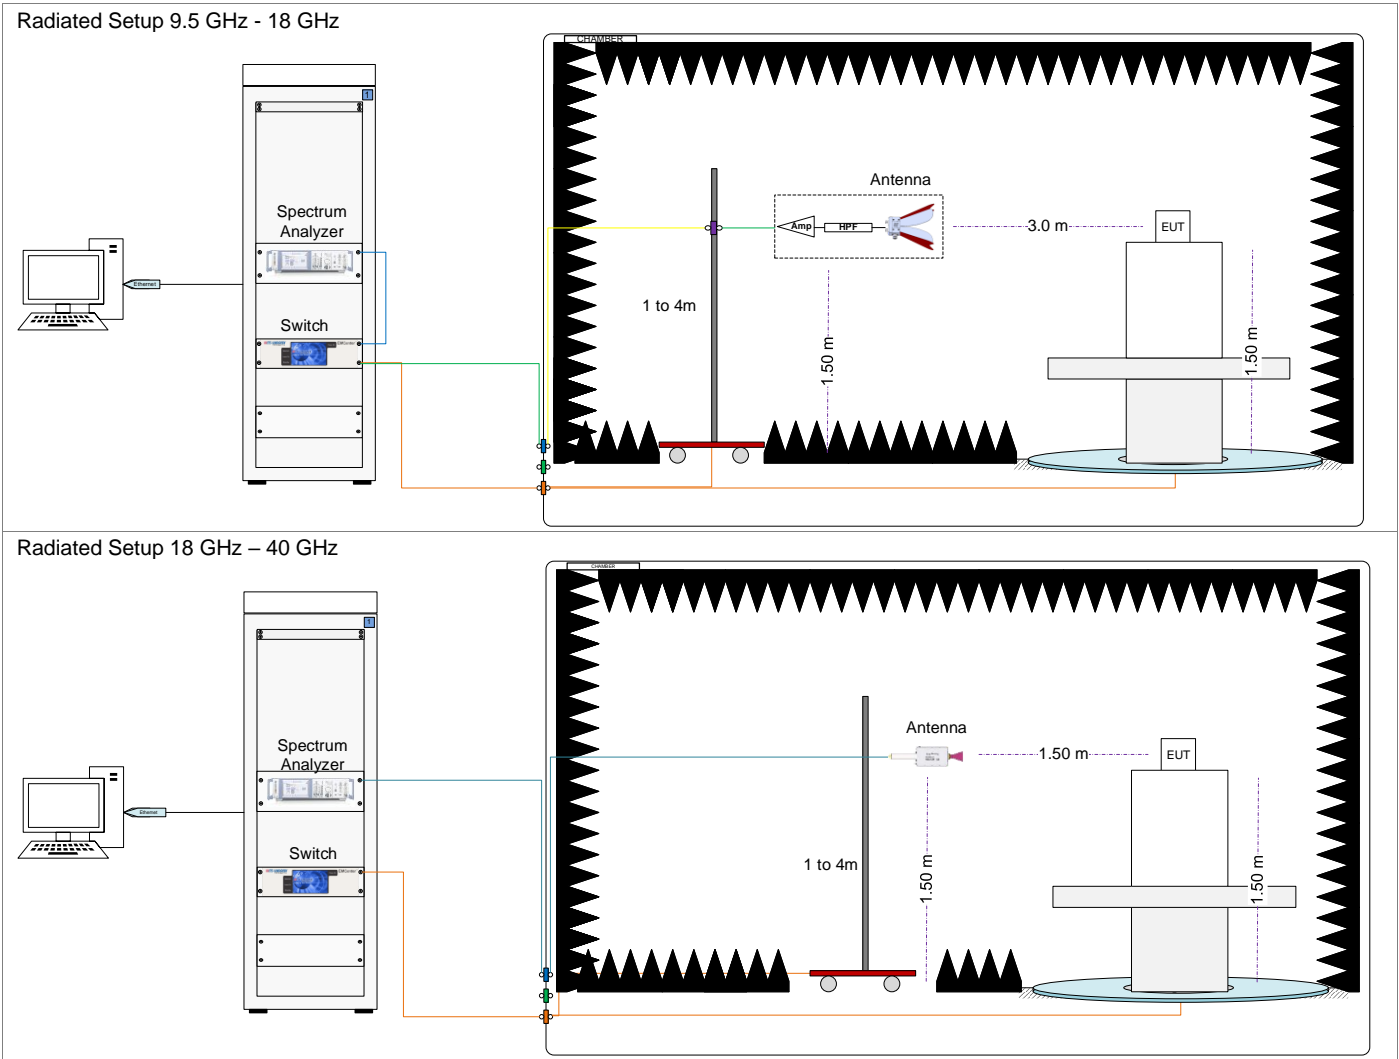 Radiated Setup 9.5 GHz - 18 GHz
CHAMBER
1
Antenna
Spectrum
Analyzer
Amp
HPF
3.0 m
EUT
Ethernet
1 to 4m
Switch
1.50 m
1.50 m
Radiated Setup 18 GHz – 40 GHz
CHAMBER
1
Antenna
Spectrum
Analyzer
1.50 m
EUT
Ethernet
Switch
1 to 4m
1.50 m
1.50 m